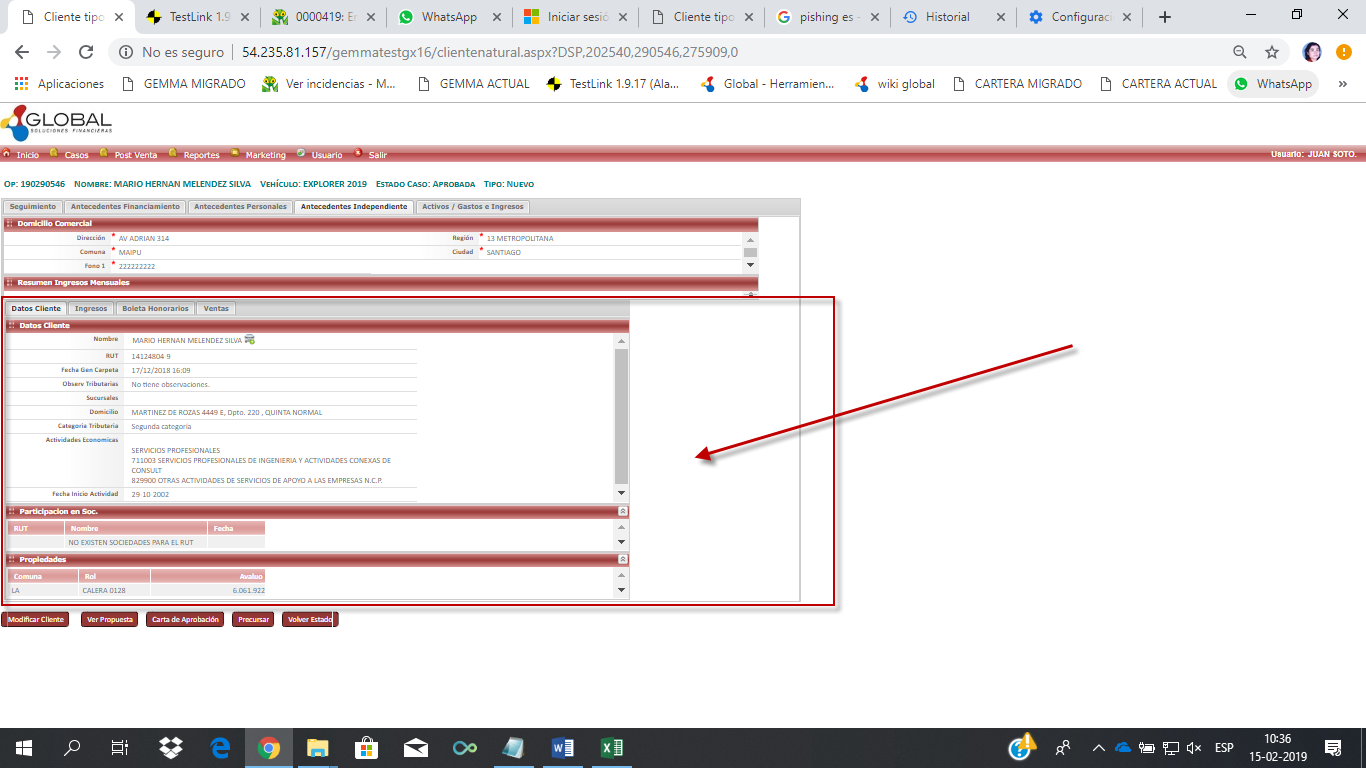 Cliente tipo
TestLink 1.9
0000419: En
WhatsApp
Iniciar sesió
Cliente tipo
pishing es -
Historial
Configuraci
No es seguro | 54.235.81.157/gemmatestgx16/clientenatural.aspx?DSP,202540,290546,275909,0
Aplicaciones
GEMMA MIGRADO
Ver incidencias - M...
GEMMA ACTUAL
TestLink 1.9.17 (Ala...
Global - Herramien...
wiki global
CARTERA MIGRADO
CARTERA ACTUAL
WhatsApp
»
GLOBAL
SOLUCIONES FINANCIERAS
Inicio Casos Post Venta Reportes Marketing Usuario Salir
Usuario: JUAN SOTO.
Op: 190290546 Nombre: MARIO HERNAN MELENDEZ SILVA Vehículo: EXPLORER 2019 Estado Caso: Aprobada Tipo: Nuevo
Seguimiento Antecedentes Financiamiento Antecedentes Personales Antecedentes Independiente Activos / Gastos e Ingresos
Domicilio Comercial
Dirección * AV ADRIAN 314 Región * 13 METROPOLITANA
Comuna * MAIPU Ciudad * SANTIAGO
Fono 1 * 222222222
Resumen Ingresos Mensuales
Datos Cliente Ingresos Boleta Honorarios Ventas
Datos Cliente
Nombre MARIO HERNAN MELENDEZ SILVA
RUT 14124804-9
Fecha Gen Carpeta 17/12/2018 16:09
Observ Tributarias No tiene observaciones.
Sucursales
Domicilio MARTINEZ DE ROZAS 4449 E, Dpto. 220 , QUINTA NORMAL
Categoria Tributaria Segunda categoria
Actividades Economicas
SERVICIOS PROFESIONALES
711003 SERVICIOS PROFESIONALES DE INGENIERIA Y ACTIVIDADES CONEXAS DE
CONSULT
829900 OTRAS ACTIVIDADES DE SERVICIOS DE APOYO A LAS EMPRESAS N.C.P.
Fecha Inicio Actividad 29-10-2002
Participacion en Soc.
RUT Nombre Fecha
NO EXISTEN SOCIEDADES PARA EL RUT
Propiedades
Comuna Rol Avaluo
LA CALERA 0128 6.061.922
Modificar Cliente Ver Propuesta Carta de Aprobación Precursar Volver Estado
ESP
10:36
15-02-2019